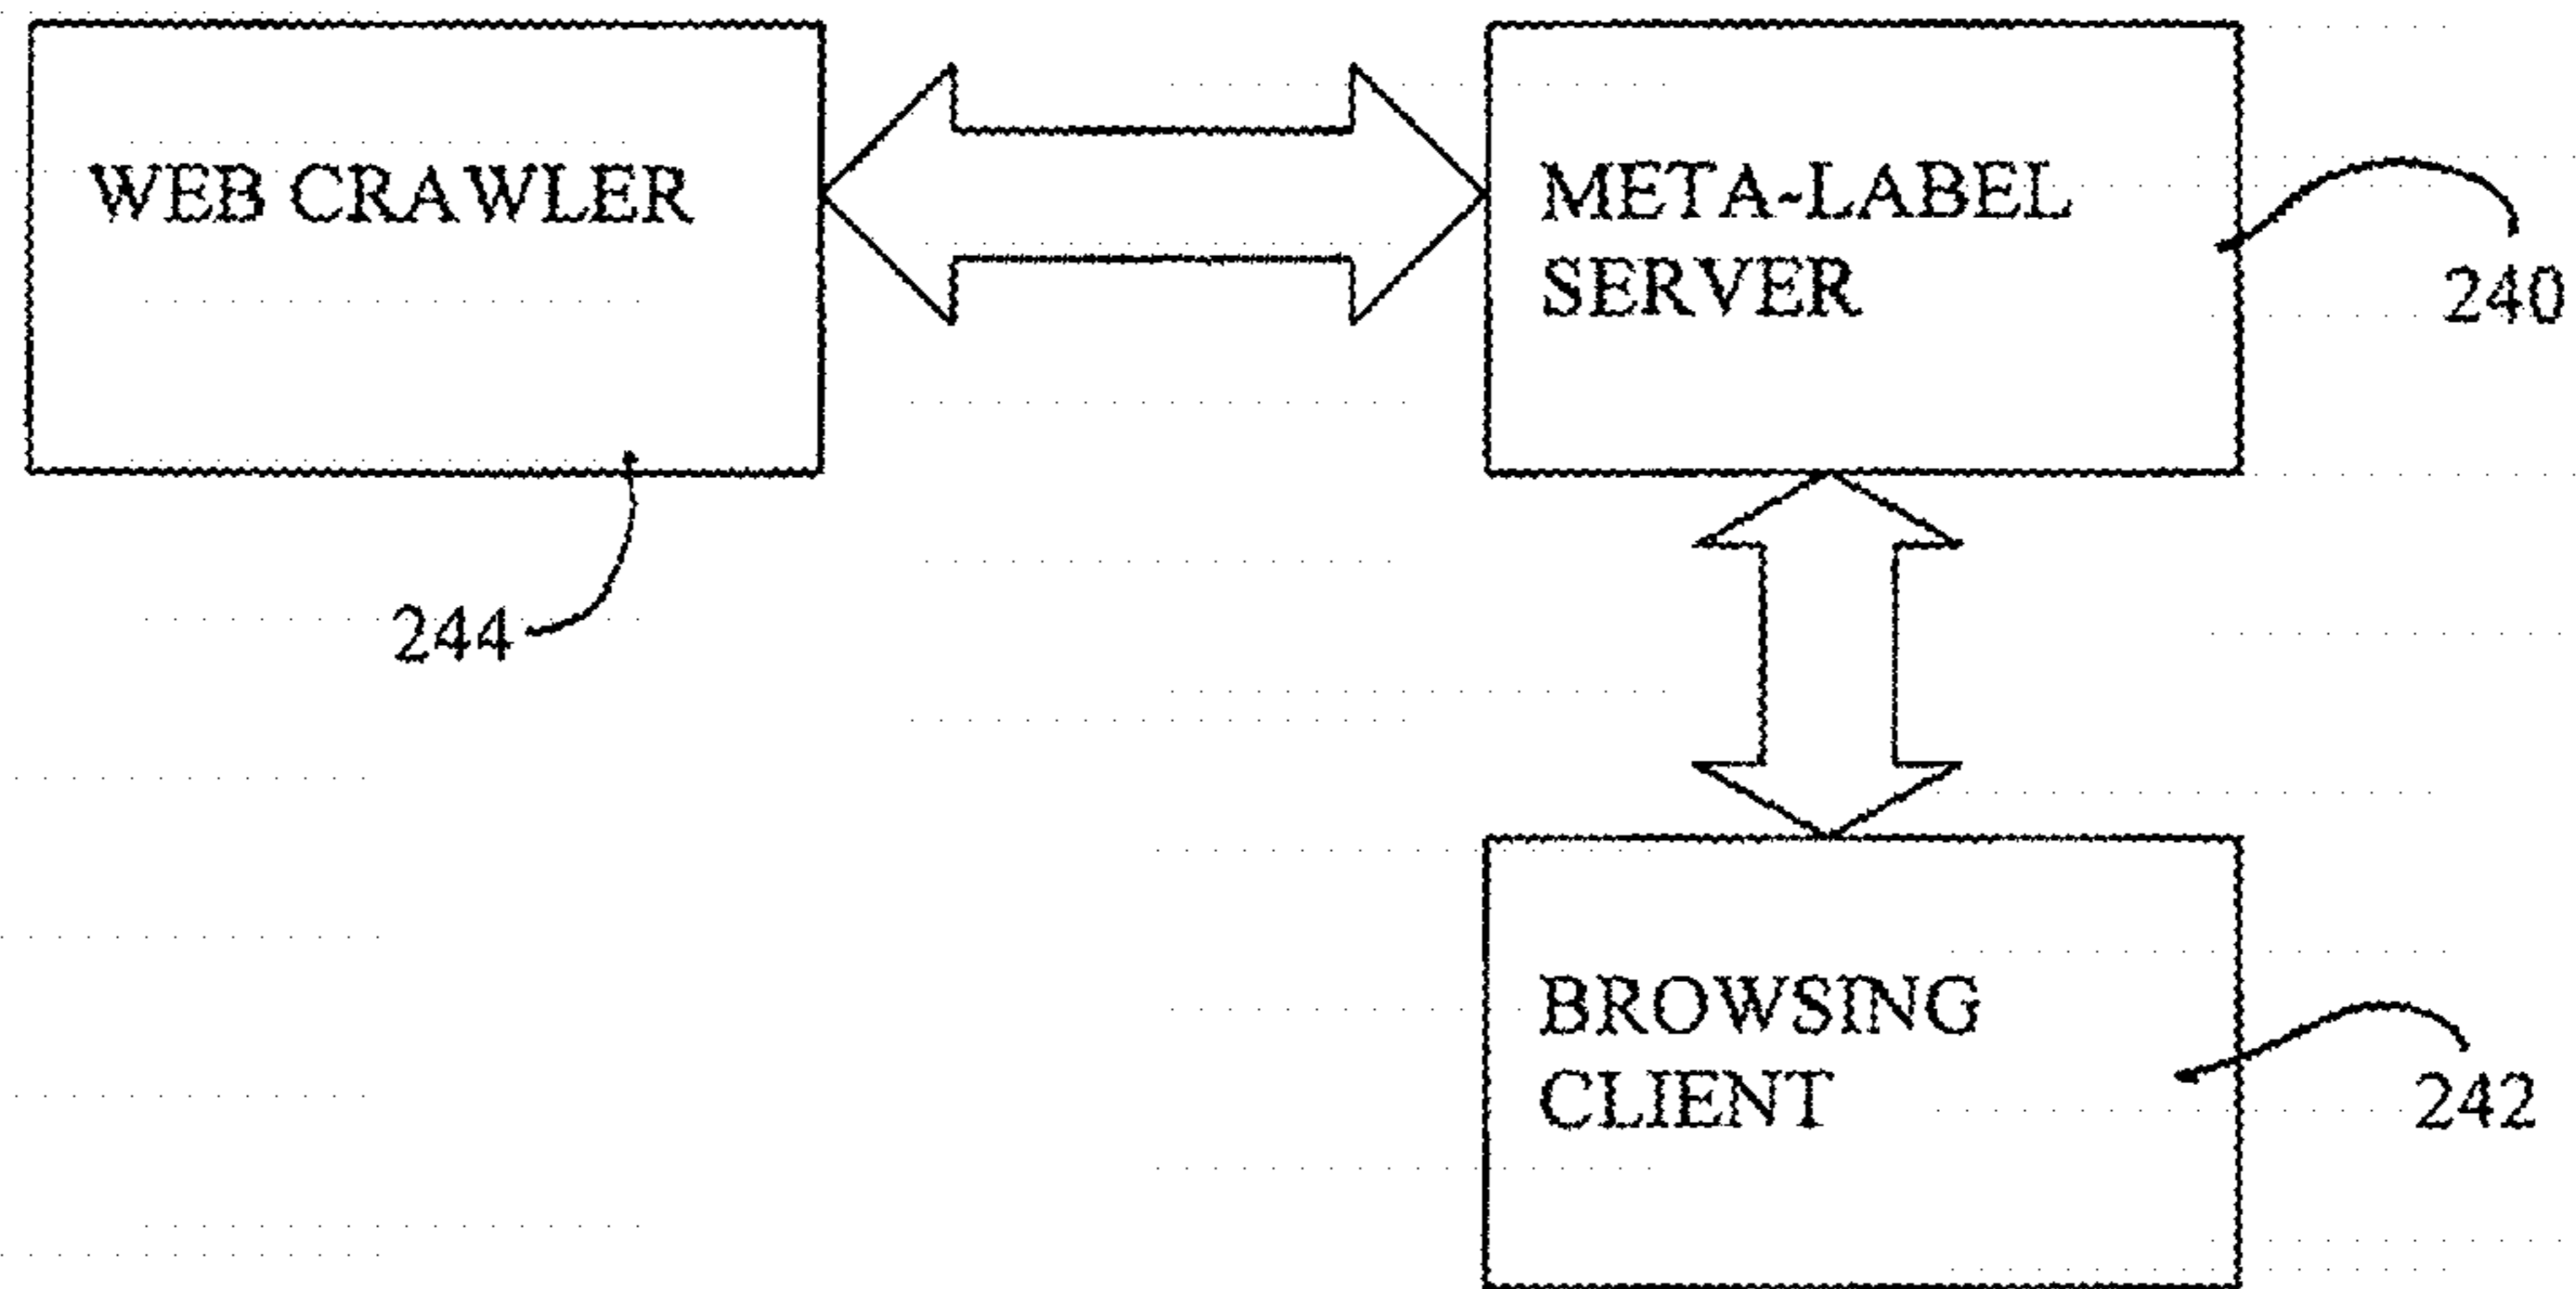 WEB CRAWLER
META-LABEL
SERVER
240
244
BROWSING
CLIENT
242